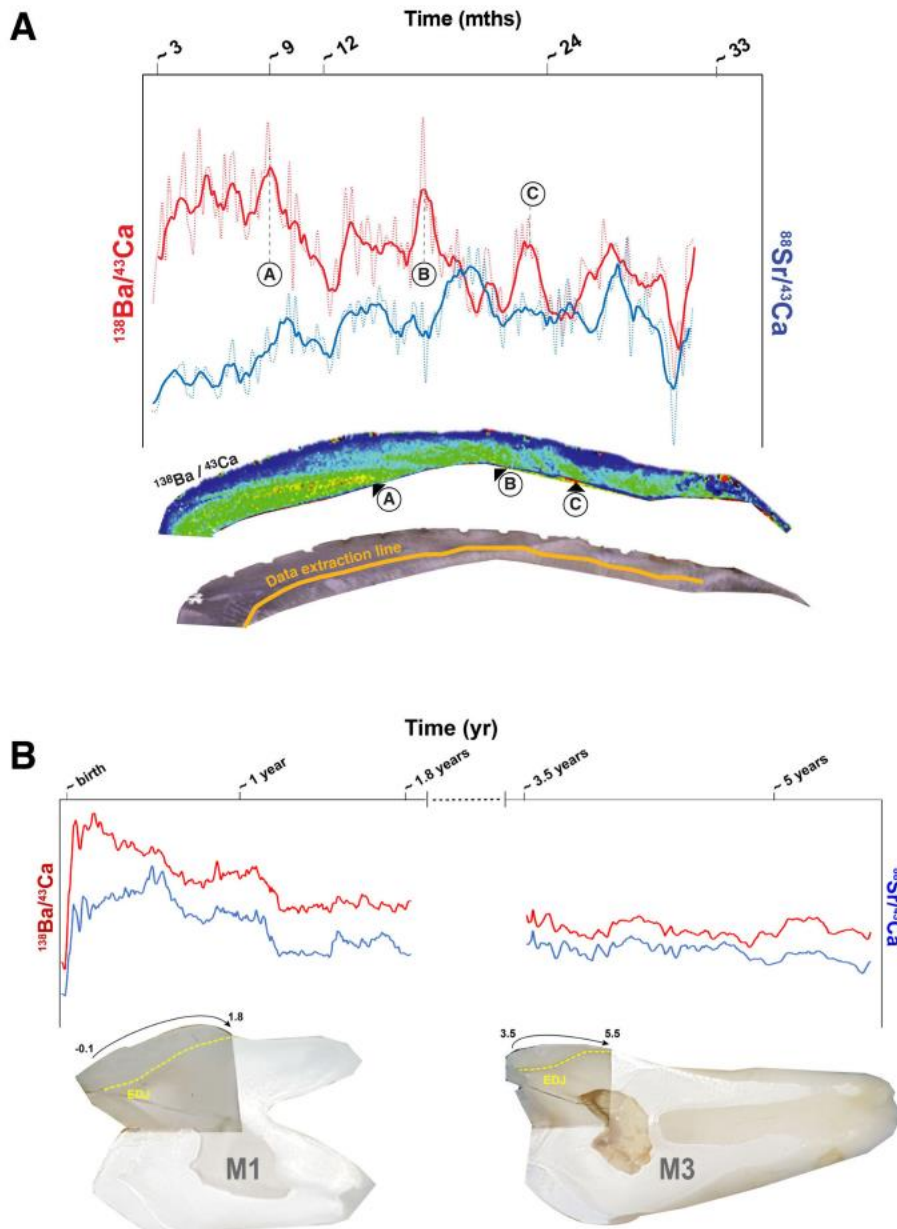 A
Time (mths)
~ 3
~ 9
~ 12
~ 24
~ 33
138Ba/43Ca
88Sr/43Ca
A
B
C
138Ba / 43Ca
A
B
C
Data extraction line
B
Time (yr)
~ birth
~ 1 year
~ 1.8 years
~ 3.5 years
~ 5 years
138Ba/43Ca
88Sr/43Ca
-0.1
1.8
EDJ
M1
3.5
5.5
EDJ
M3